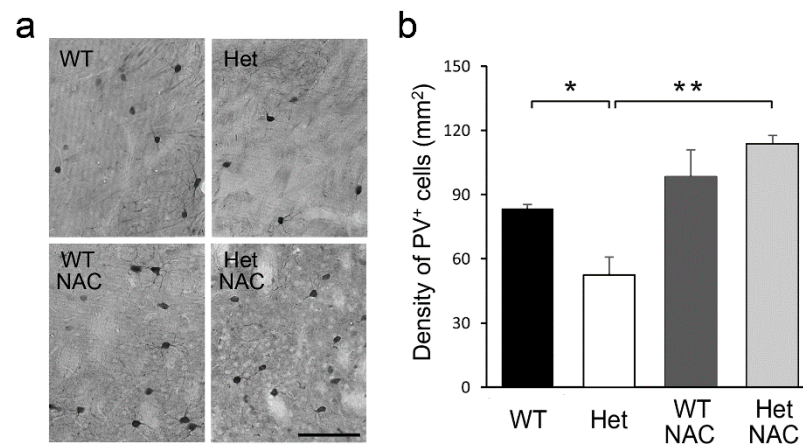 a
WT
Het
WT
NAC
Het
NAC
b
Density of PV⁺ cells (mm²)
150
120
90
60
30
0
*
**
WT
Het
WT
NAC
Het
NAC